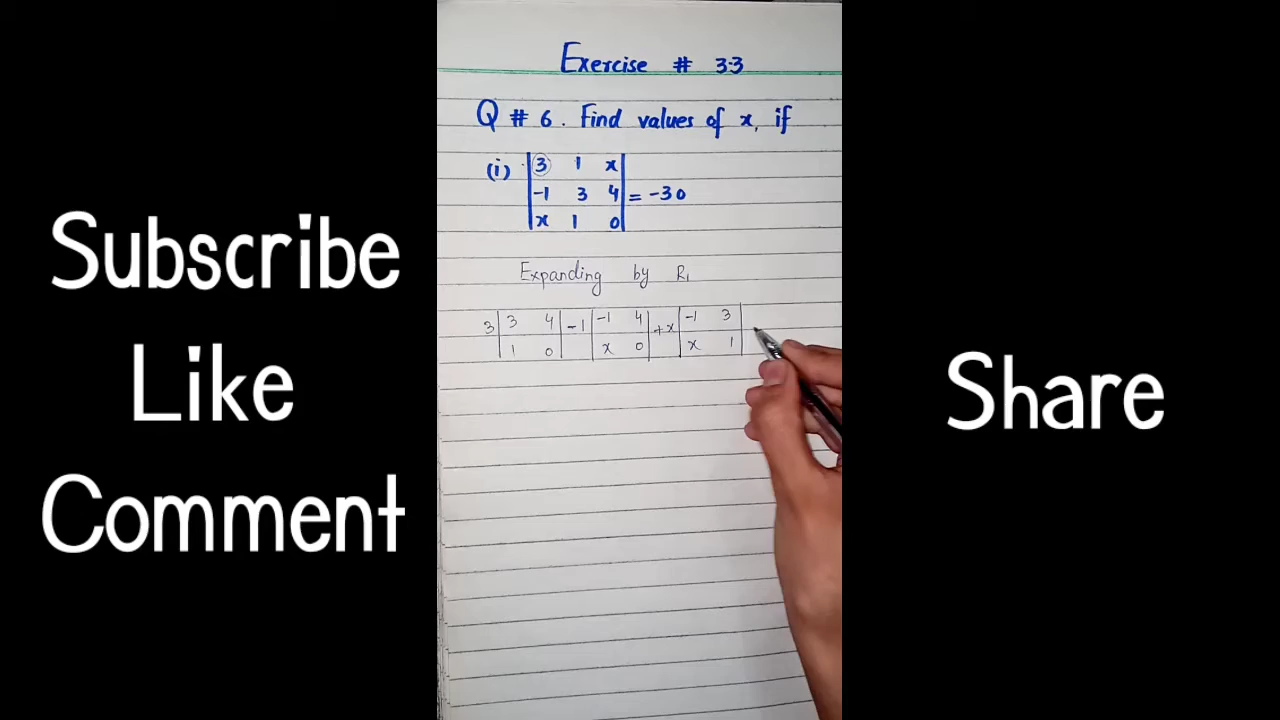 Subscribe
Like
Comment
Exercise # 3.3
Q # 6. Find values of x, if
(i) | 3 1 x |
| -1 3 4 | = -30
| x 1 0 |
Expanding by R₁
3 | 3 4 | -1 | -1 4 | + x | -1 3 |
| 1 0 | | x 0 | | x 1 |
Share